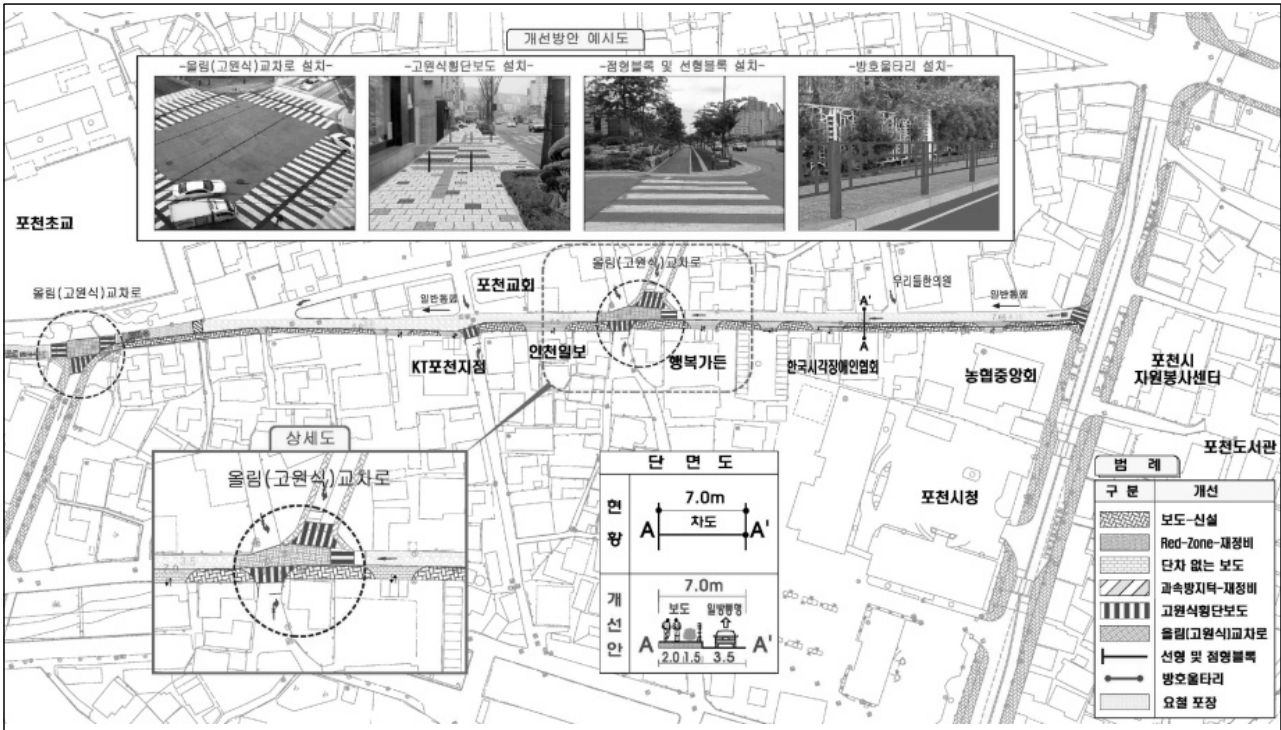 개선방안 예시도
-올림(고원식)교차로 설치-
-고원식횡단보도 설치-
-점형블록 및 선형블록 설치-
-방호울타리 설치-
포천초교
올림(고원식)교차로
일반통행
포천교회
올림(고원식)교차로
우리들한의원
일반통행
A'
A
KT포천지점
인천일보
행복가든
한국시각장애인협회
농협중앙회
포천시
자원봉사센터
포천도서관
포천시청
상세도
올림(고원식)교차로
단 면 도
현황
7.0m
A
차도
A'
개선안
7.0m
보도
일방통행
A
A'
2.0
1.5
3.5
범 례
구 분
개선
보도-신설
Red-Zone-재정비
단차 없는 보도
과속방지턱-재정비
고원식횡단보도
올림(고원식)교차로
선형 및 점형블록
방호울타리
요철 포장